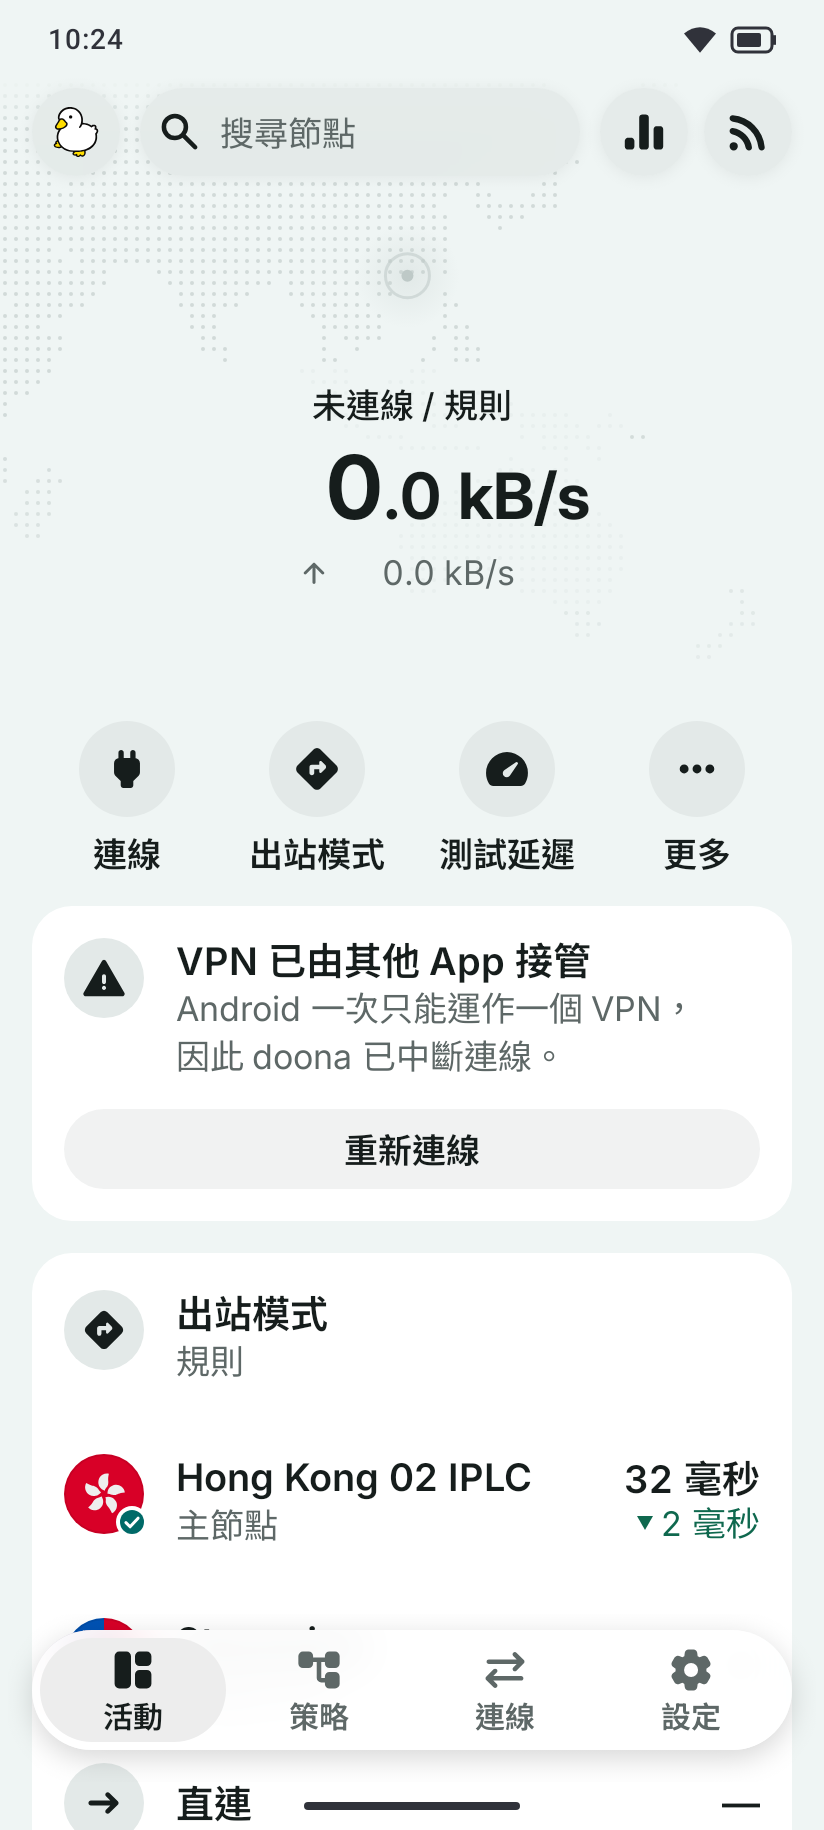 10:24
搜尋節點
未連線 / 規則
0.0 kB/s
↑ 0.0 kB/s
連線
出站模式
測試延遲
更多
VPN 已由其他 App 接管
Android 一次只能運作一個 VPN，
因此 doona 已中斷連線。
重新連線
出站模式
規則
Hong Kong 02 IPLC
32 毫秒
主節點
▼2 毫秒
活動
策略
連線
設定
直連
—